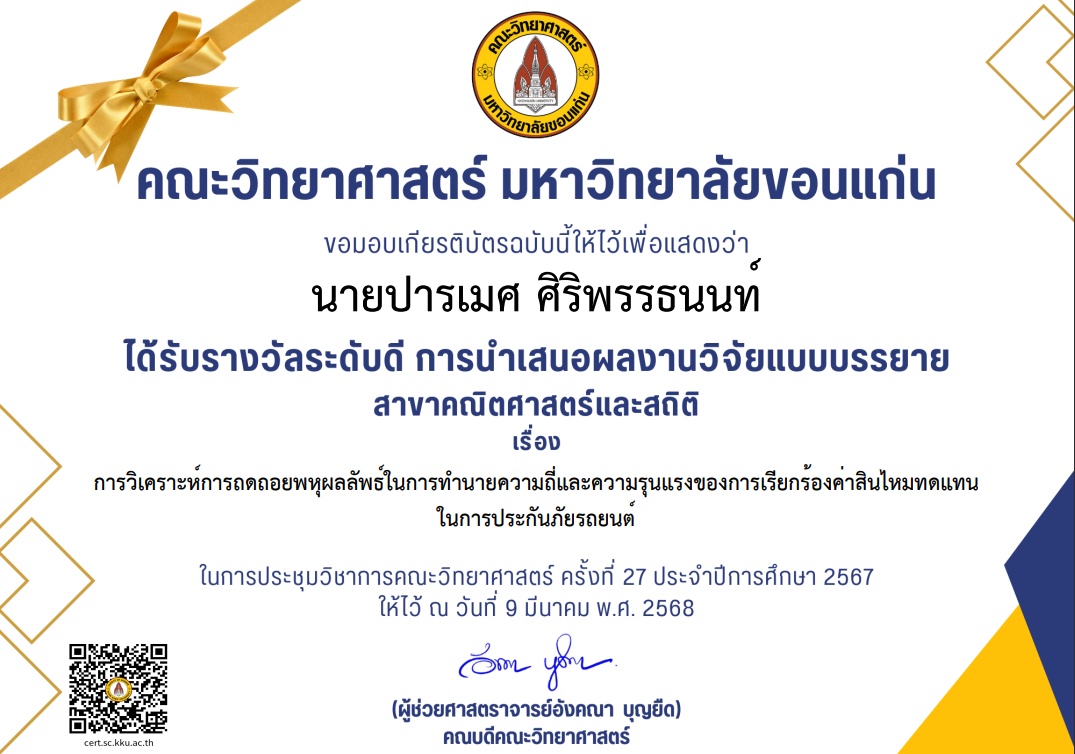 คณะวิทยาศาสตร์
มหาวิทยาลัยขอนแก่น
KHON KAEN UNIVERSITY
คณะวิทยาศาสตร์ มหาวิทยาลัยขอนแก่น
ขอมอบเกียรติบัตรฉบับนี้ให้ไว้เพื่อแสดงว่า
นายปารเมศ ศิริพรรธนนท์
ได้รับรางวัลระดับดี การนำเสนอผลงานวิจัยแบบบรรยาย
สาขาคณิตศาสตร์และสถิติ
เรื่อง
การวิเคราะห์การถดถอยพหุผลลัพธ์ในการทำนายความถี่และความรุนแรงของการเรียกร้องค่าสินไหมทดแทน
ในการประกันภัยรถยนต์
ในการประชุมวิชาการคณะวิทยาศาสตร์ ครั้งที่ 27 ประจำปีการศึกษา 2567
ให้ไว้ ณ วันที่ 9 มีนาคม พ.ศ. 2568
(ผู้ช่วยศาสตราจารย์อังคณา บุญยืด)
คณบดีคณะวิทยาศาสตร์
cert.sc.kku.ac.th